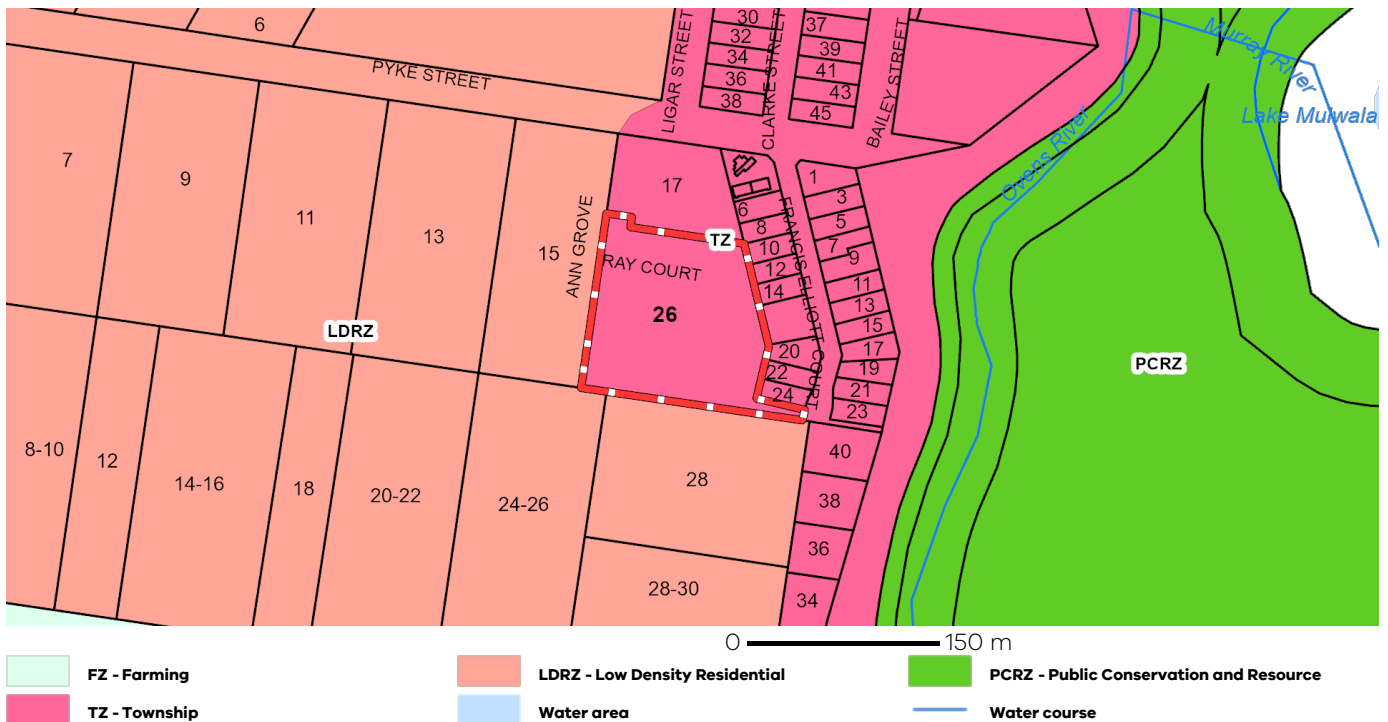 6
PYKE STREET
LIGAR STREET
CLARKE STREET
BAILEY STREET
30
32
34
36
38
37
39
41
43
45
Murray River
Lake Mulwala
Ovens River
7
9
11
13
15
ANN GROVE
17
TZ
RAY COURT
26
LDRZ
FRANCIS ELLIOTT COURT
6
8
10
12
14
20
22
24
1
3
5
7
9
11
13
15
17
19
21
23
PCRZ
8-10
12
14-16
18
20-22
24-26
28
28-30
40
38
36
34
0 150 m
FZ - Farming
LDRZ - Low Density Residential
PCRZ - Public Conservation and Resource
TZ - Township
Water area
Water course